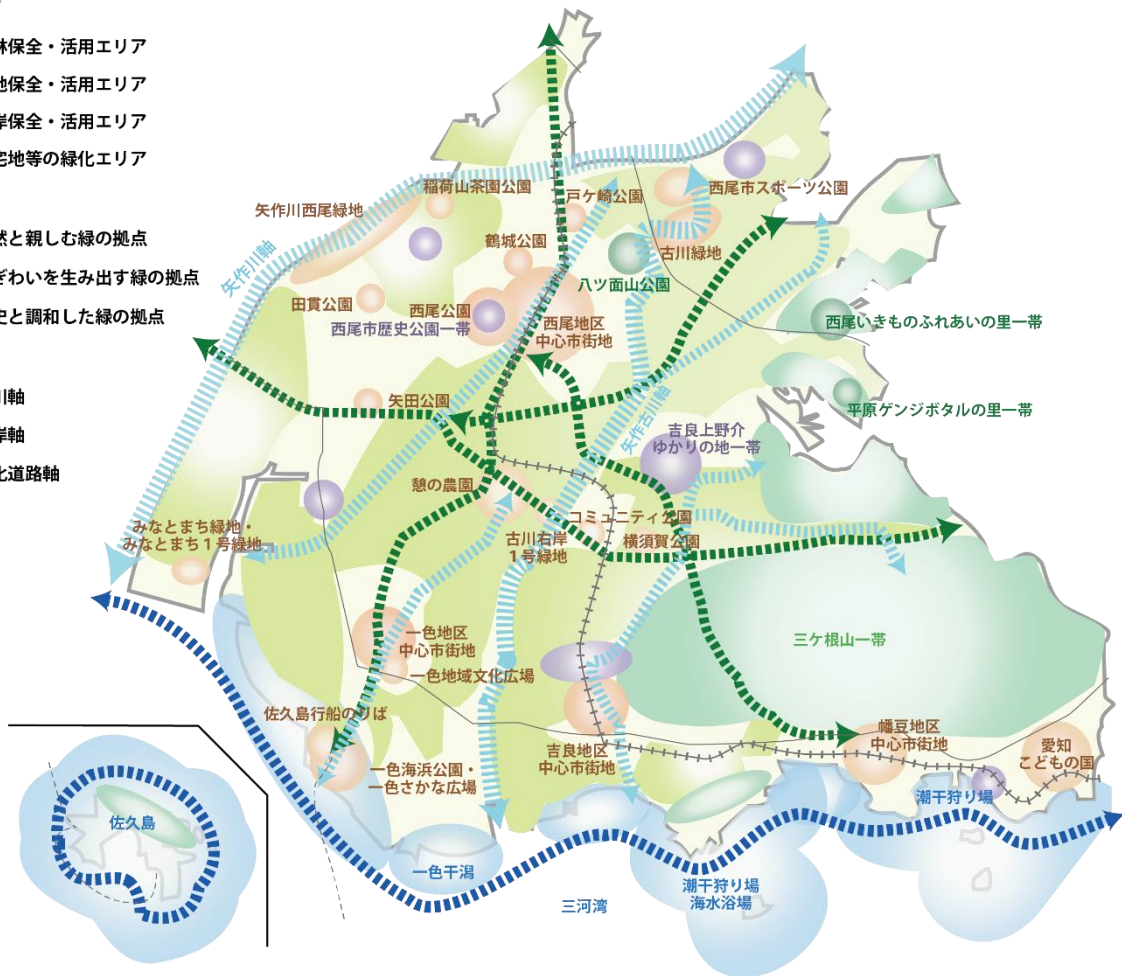 林保全・活用エリア
地保全・活用エリア
岸保全・活用エリア
宅地等の緑化エリア
然と親しむ緑の拠点
ぎわいを生み出す緑の拠点
史と調和した緑の拠点
川軸
岸軸
化道路軸
稲荷山茶園公園
矢作川西尾緑地
戸ケ崎公園
西尾市スポーツ公園
鶴城公園
古川緑地
矢作川軸
八ツ面山公園
田貫公園
西尾公園
西尾市歴史公園一帯
西尾地区
中心市街地
西尾いきものふれあいの里一帯
矢田公園
矢作古川軸
平原ゲンジボタルの里一帯
吉良上野介
ゆかりの地一帯
憩の農園
コミュニティ公園
みなとまち緑地・
みなとまち1号緑地
古川右岸
1号緑地
横須賀公園
一色地区
中心市街地
三ケ根山一帯
一色地域文化広場
佐久島行船のりば
幡豆地区
中心市街地
吉良地区
中心市街地
愛知
こどもの国
一色海浜公園・
一色さかな広場
潮干狩り場
佐久島
一色干潟
潮干狩り場
海水浴場
三河湾